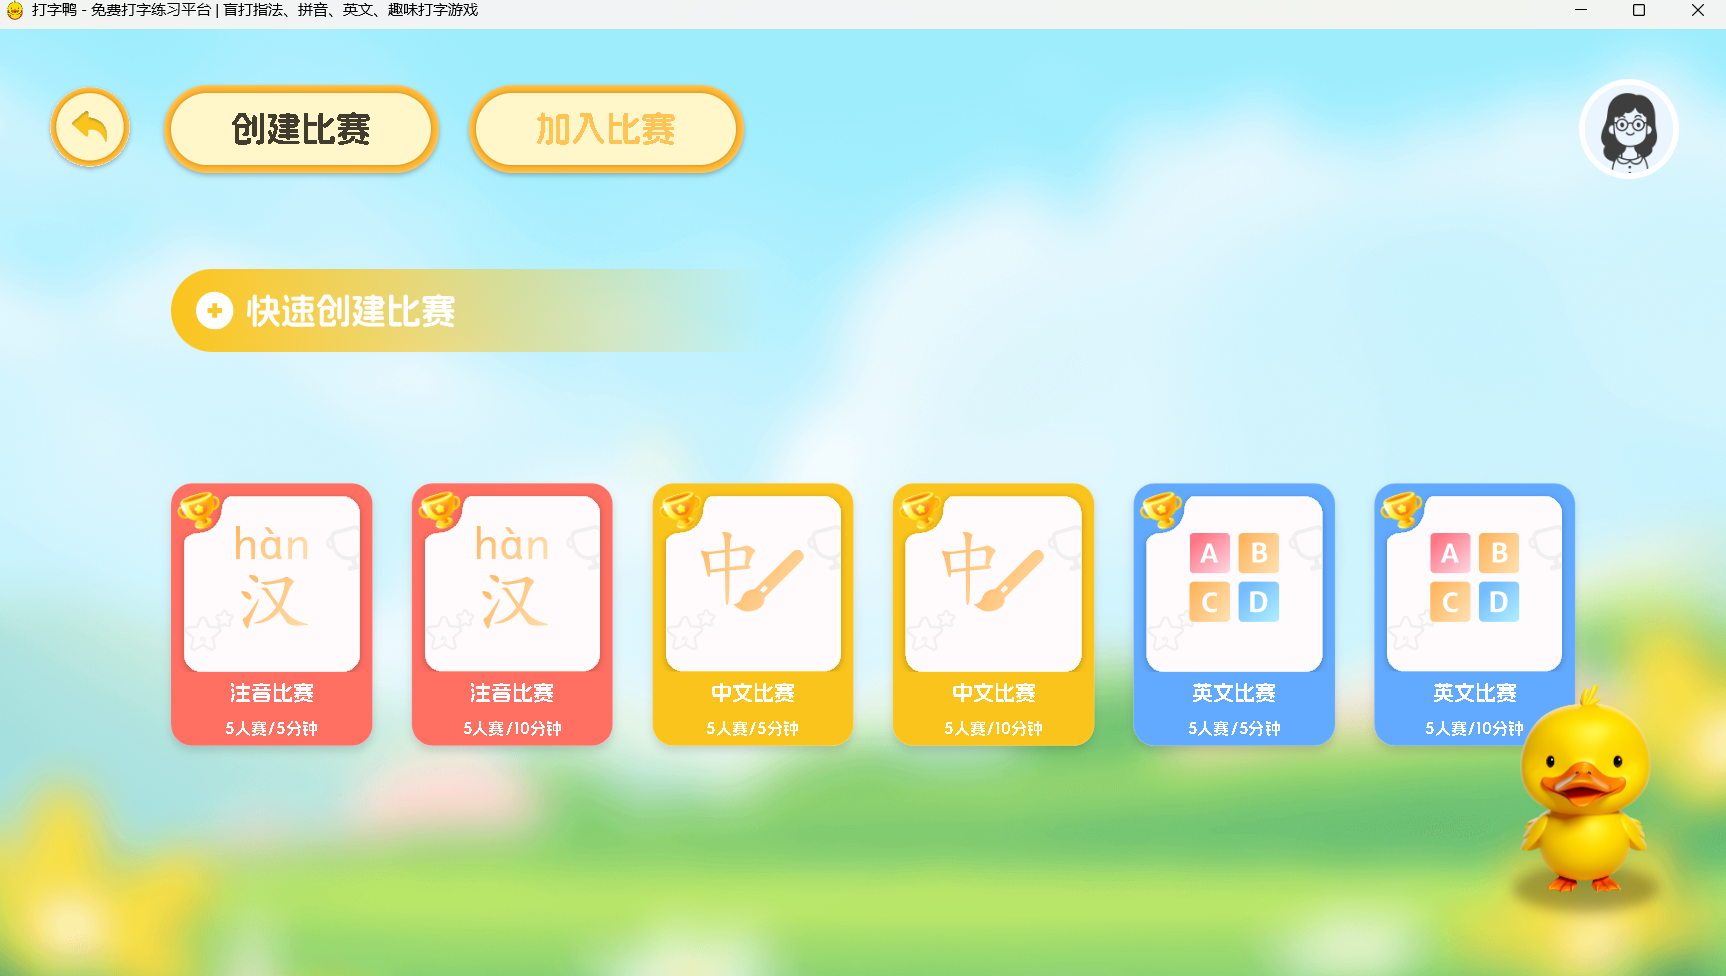 打字鸭 - 免费打字练习平台 | 盲打指法、拼音、英文、趣味打字游戏
创建比赛
加入比赛
快速创建比赛
hàn
汉
注音比赛
5人赛/5分钟
hàn
汉
注音比赛
5人赛/10分钟
中
中文比赛
5人赛/5分钟
中
中文比赛
5人赛/10分钟
A B
C D
英文比赛
5人赛/5分钟
A B
C D
英文比赛
5人赛/10分钟